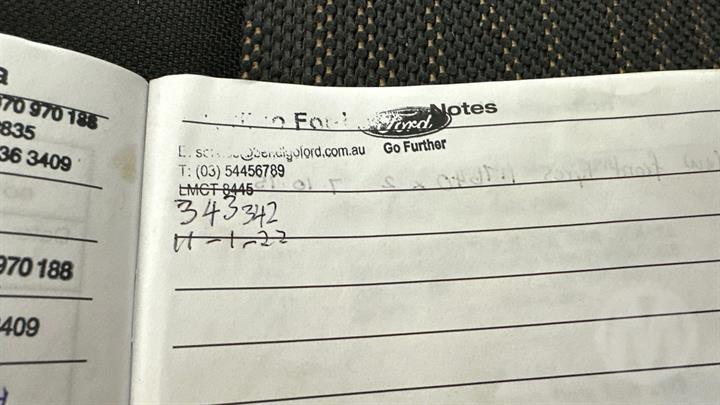 a
970 970 188
8835
36 3409
970 188
409
Notes
Ford
Go Further
T: (03) 54456789
LMCT 8445
343342
11-1-22